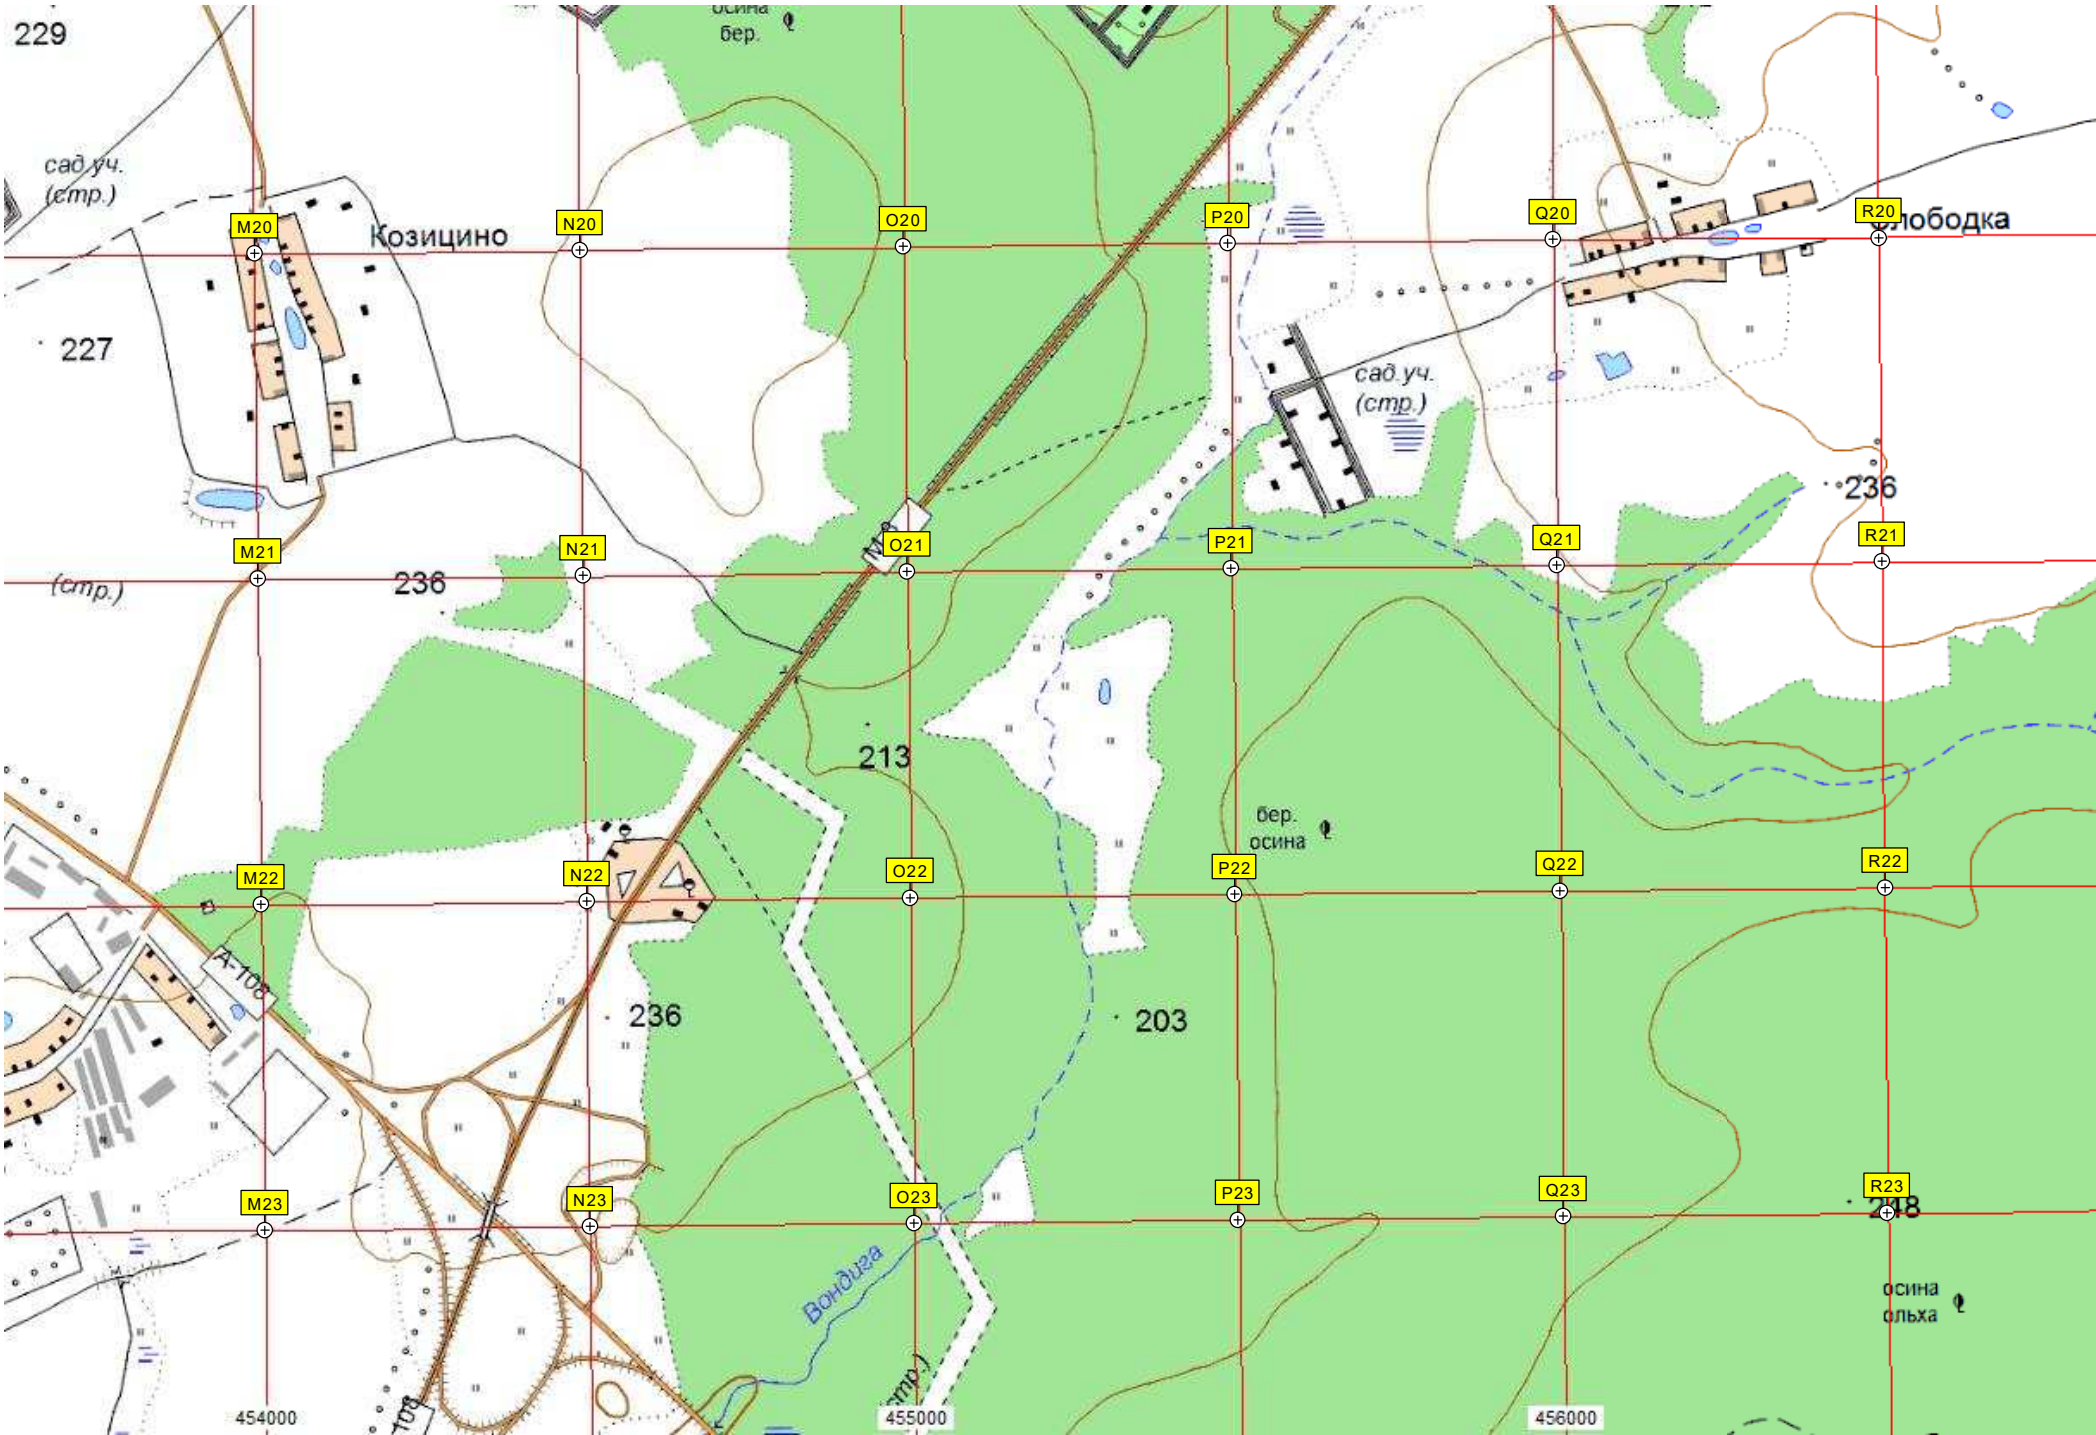 229
осина
бер.
сад.уч.
(стр.)
M20
Козицино
N20
O20
P20
Q20
R20
227
сад.уч.
(стр.)
236
M21
N21
O21
P21
Q21
R21
(стр.)
236
213
бер.
осина
M22
N22
O22
P22
Q22
R22
А-108
236
203
M23
N23
O23
P23
Q23
R23
248
Вондига
осина
ольха
108
454000
455000
456000